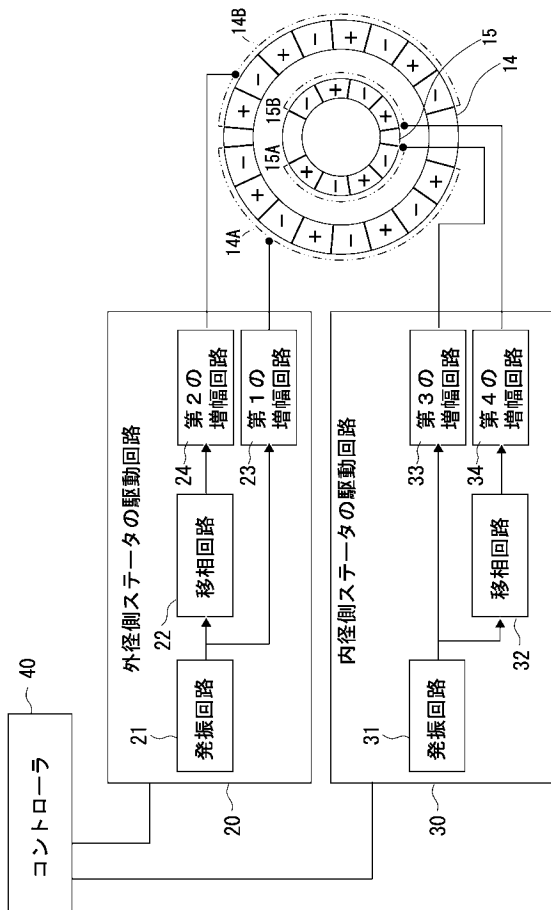 コントローラ
40
外径側ステータの駆動回路
20
発振回路
21
移相回路
22
第2の
増幅回路
24
第1の
増幅回路
23
内径側ステータの駆動回路
30
発振回路
31
移相回路
32
第3の
増幅回路
33
第4の
増幅回路
34
14A
14B
15A
15B
15
14